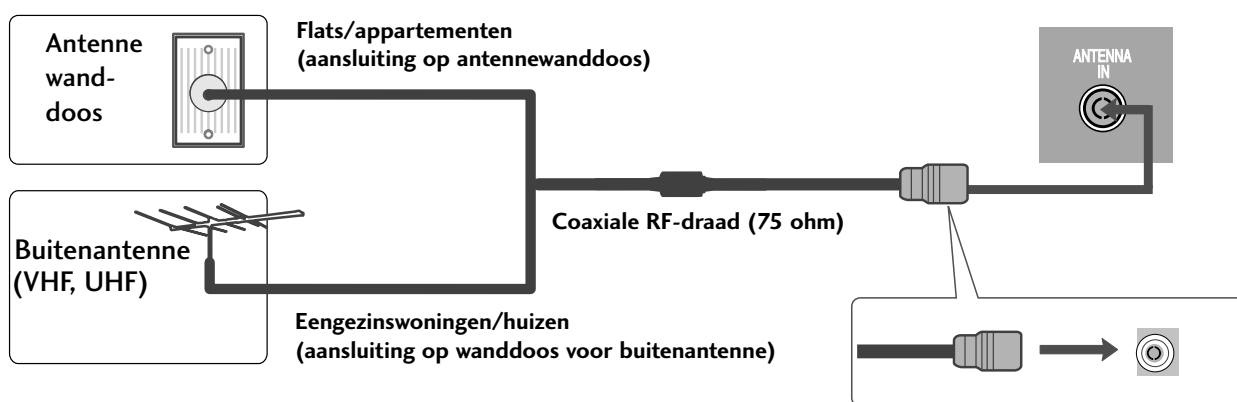 Antenne
wand-
doos
Flats/appartementen
(aansluiting op antennewanddoos)
ANTENNA
IN
Coaxiale RF-draad (75 ohm)
Buitenantenne
(VHF, UHF)
Eengezinswoningen/huizen
(aansluiting op wanddoos voor buitenantenne)